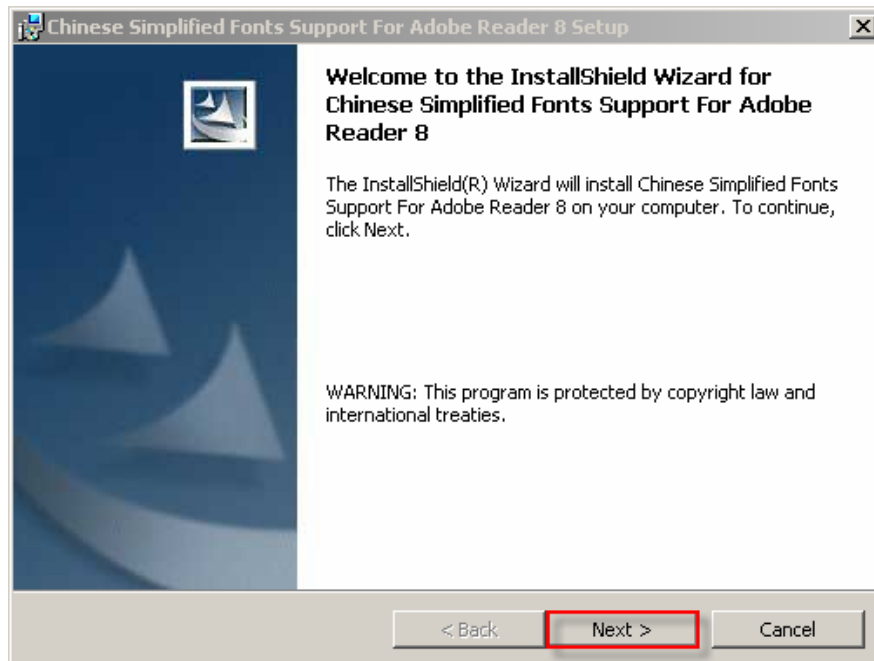 Chinese Simplified Fonts Support For Adobe Reader 8 Setup
Welcome to the InstallShield Wizard for
Chinese Simplified Fonts Support For Adobe
Reader 8
The InstallShield(R) Wizard will install Chinese Simplified Fonts
Support For Adobe Reader 8 on your computer. To continue,
click Next.
WARNING: This program is protected by copyright law and
international treaties.
< Back Next > Cancel